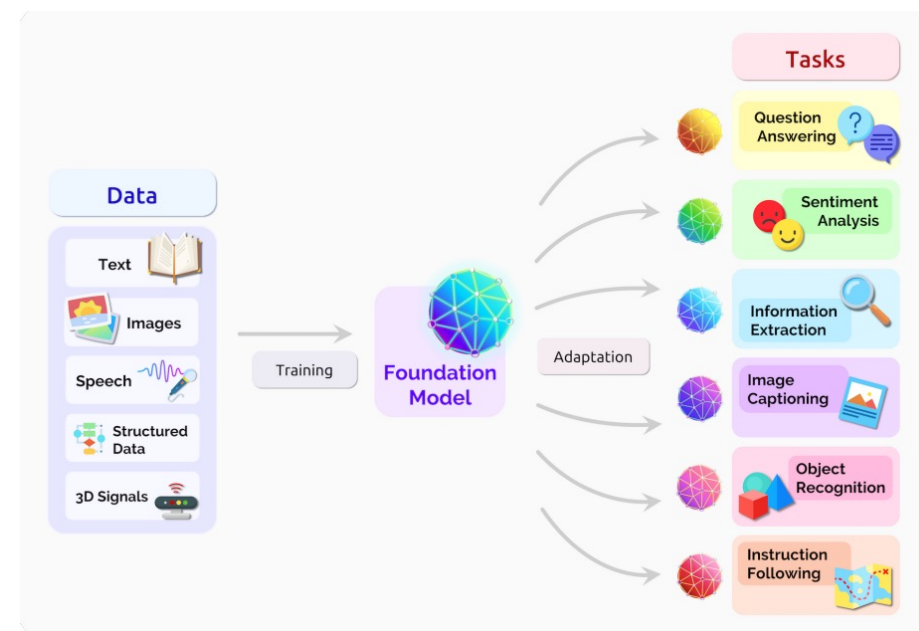 Data
Text
Images
Speech
Structured
Data
3D Signals
Training
Foundation
Model
Adaptation
Tasks
Question
Answering
?
Sentiment
Analysis
Information
Extraction
Image
Captioning
Object
Recognition
Instruction
Following